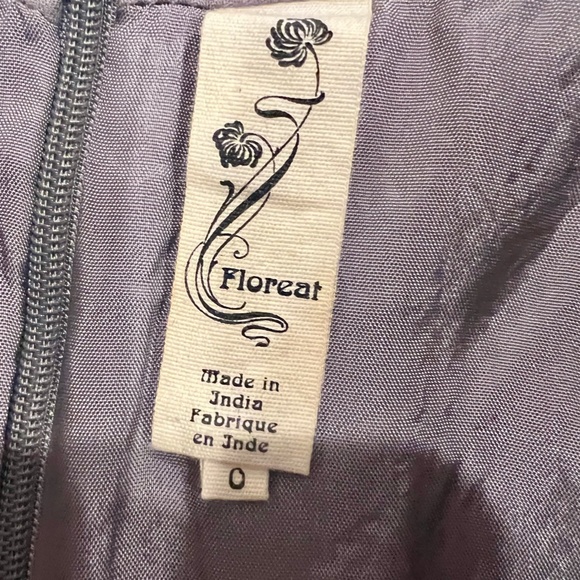 Floreat
Made in
India
Fabrique
en Inde
0